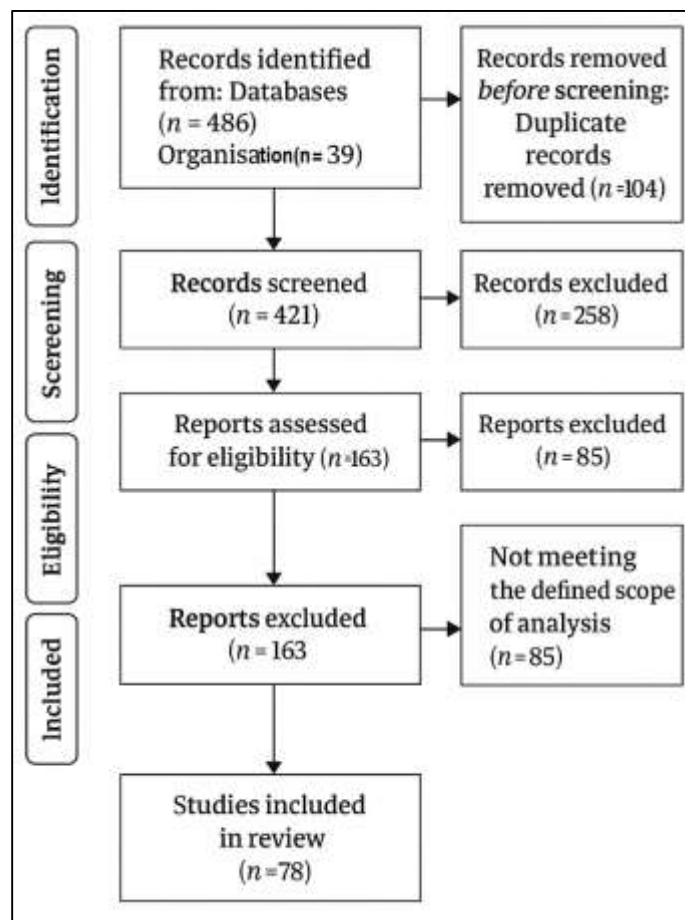 Identification
Records identified
from: Databases
(n = 486)
Organisation(n= 39)
Records removed
before screening:
Duplicate
records
removed (n =104)
Scereening
Records screened
(n = 421)
Records excluded
(n=258)
Reports assessed
for eligibility (n=163)
Reports excluded
(n=85)
Eligibility
Reports excluded
(n=163
Not meeting
the defined scope
of analysis
(n=85)
Included
Studies included
in review
(n=78)